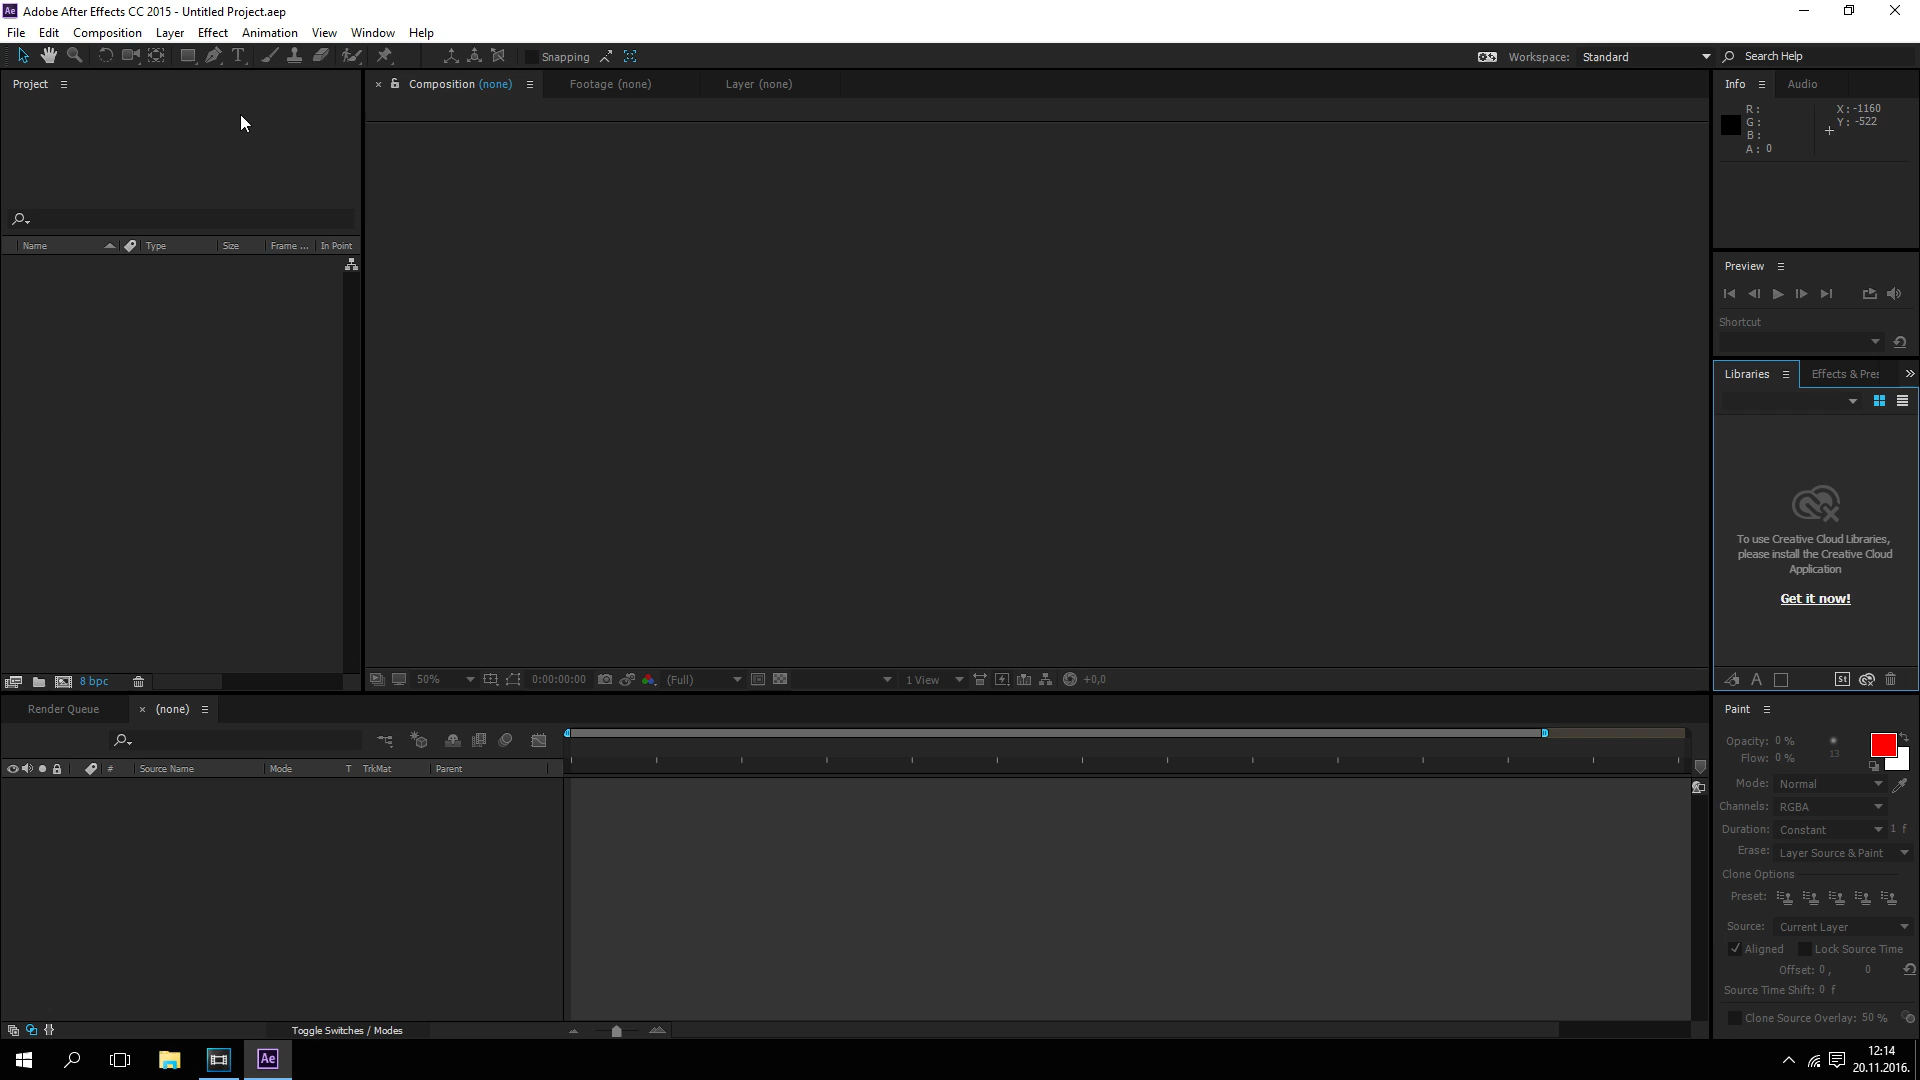 Ae Adobe After Effects CC 2015 - Untitled Project.aep
File Edit Composition Layer Effect Animation View Window Help
T Snapping Workspace: Standard Search Help
Project
Composition (none) Footage (none) Layer (none)
Info Audio
R:
G:
B:
A: 0
X: -1160
Y: -522
Name Type Size Frame ... In Point
Preview
Shortcut
Libraries Effects & Pres
To use Creative Cloud Libraries,
please install the Creative Cloud
Application
Get it now!
8 bpc
50% 0:00:00:00 (Full) 1 View +0,0
A St
Render Queue (none)
# Source Name Mode T TrkMat Parent
Paint
Opacity: 0 %
Flow: 0 %
13
Mode: Normal
Channels: RGBA
Duration: Constant 1 f
Erase: Layer Source & Paint
Clone Options
Preset:
Source: Current Layer
Aligned Lock Source Time
Offset: 0 , 0
Source Time Shift: 0 f
Clone Source Overlay: 50 %
Toggle Switches / Modes
Ae
12:14
20.11.2016.